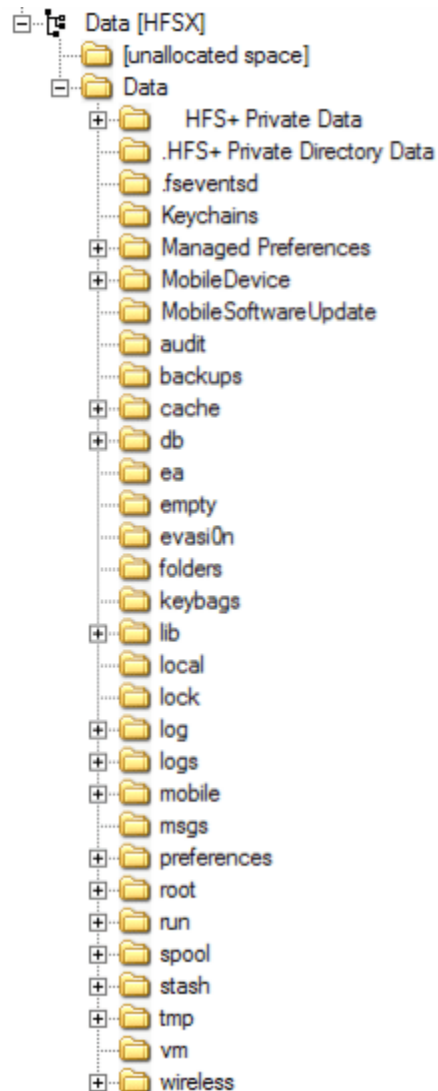 Data [HFSX]
[unallocated space]
Data
HFS+ Private Data
.HFS+ Private Directory Data
.fseventsd
Keychains
Managed Preferences
MobileDevice
MobileSoftwareUpdate
audit
backups
cache
db
ea
empty
evasi0n
folders
keybags
lib
local
lock
log
logs
mobile
msgs
preferences
root
run
spool
stash
tmp
vm
wireless